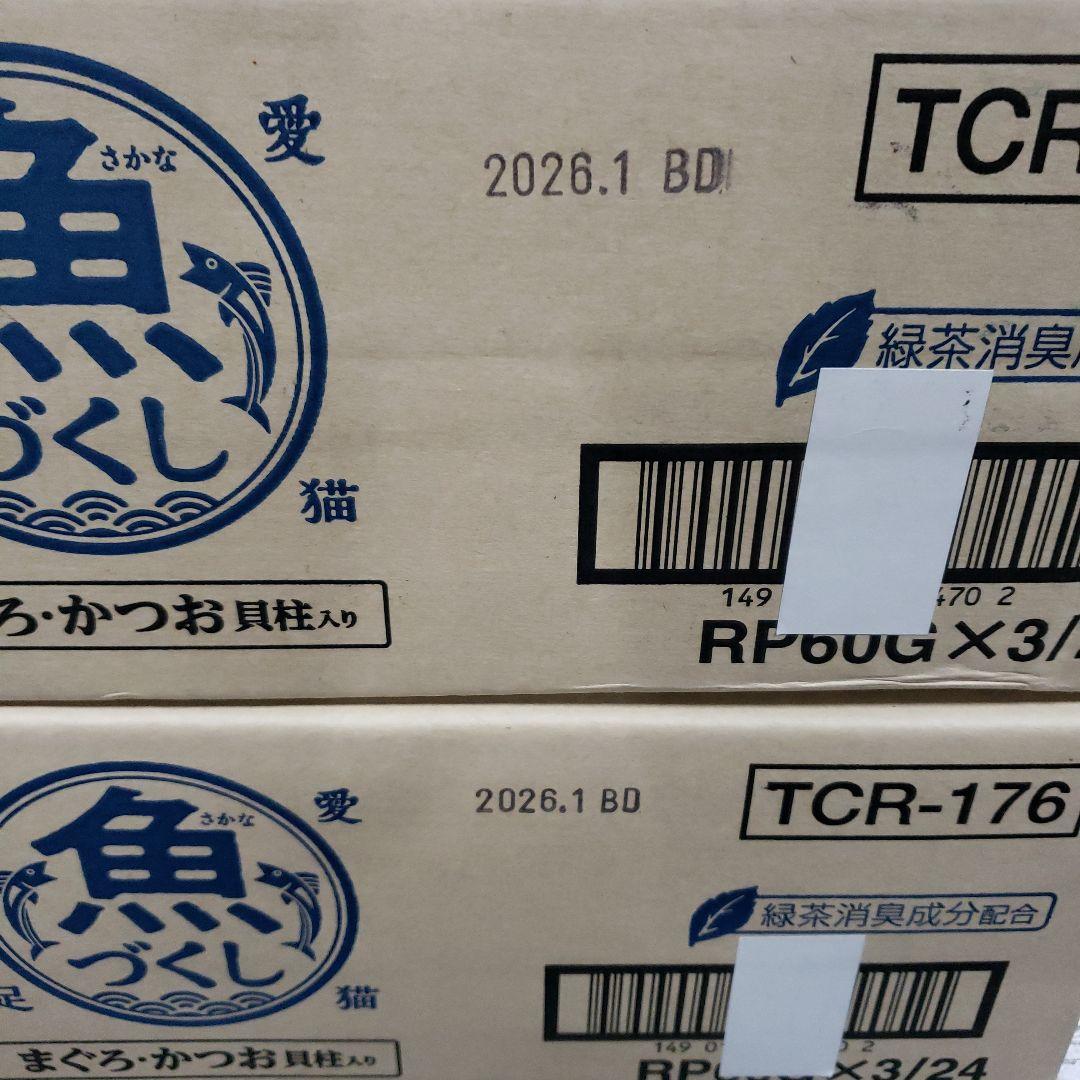 愛
さかな
魚
づくし
猫
ろ・かつお貝柱入り
2026.1 BD
TCR
緑茶消臭
149
470 2
RP60G×3/
愛
さかな
魚
づくし
足
猫
まぐろ・かつお貝柱入り
2026.1 BD
TCR-176
緑茶消臭成分配合
149 0
2
×3/24